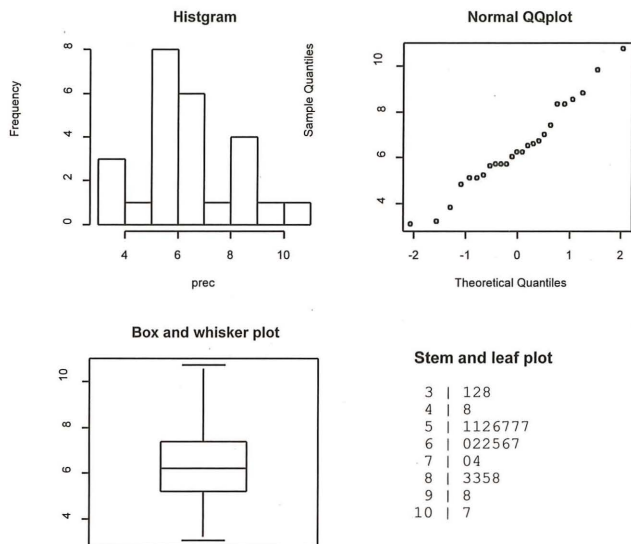 Histgram
Frequency
8
6
4
2
0
4 6 8 10
prec
Normal QQplot
Sample Quantiles
10
8
6
4
-2 -1 0 1 2
Theoretical Quantiles
Box and whisker plot
10
8
6
4
Stem and leaf plot
3 | 128
4 | 8
5 | 1126777
6 | 022567
7 | 04
8 | 3358
9 | 8
10 | 7